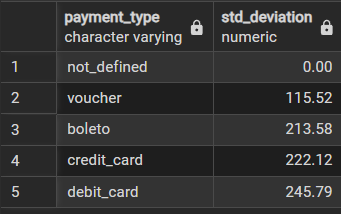 payment_type std_deviation
character varying numeric
1 not_defined 0.00
2 voucher 115.52
3 boleto 213.58
4 credit_card 222.12
5 debit_card 245.79